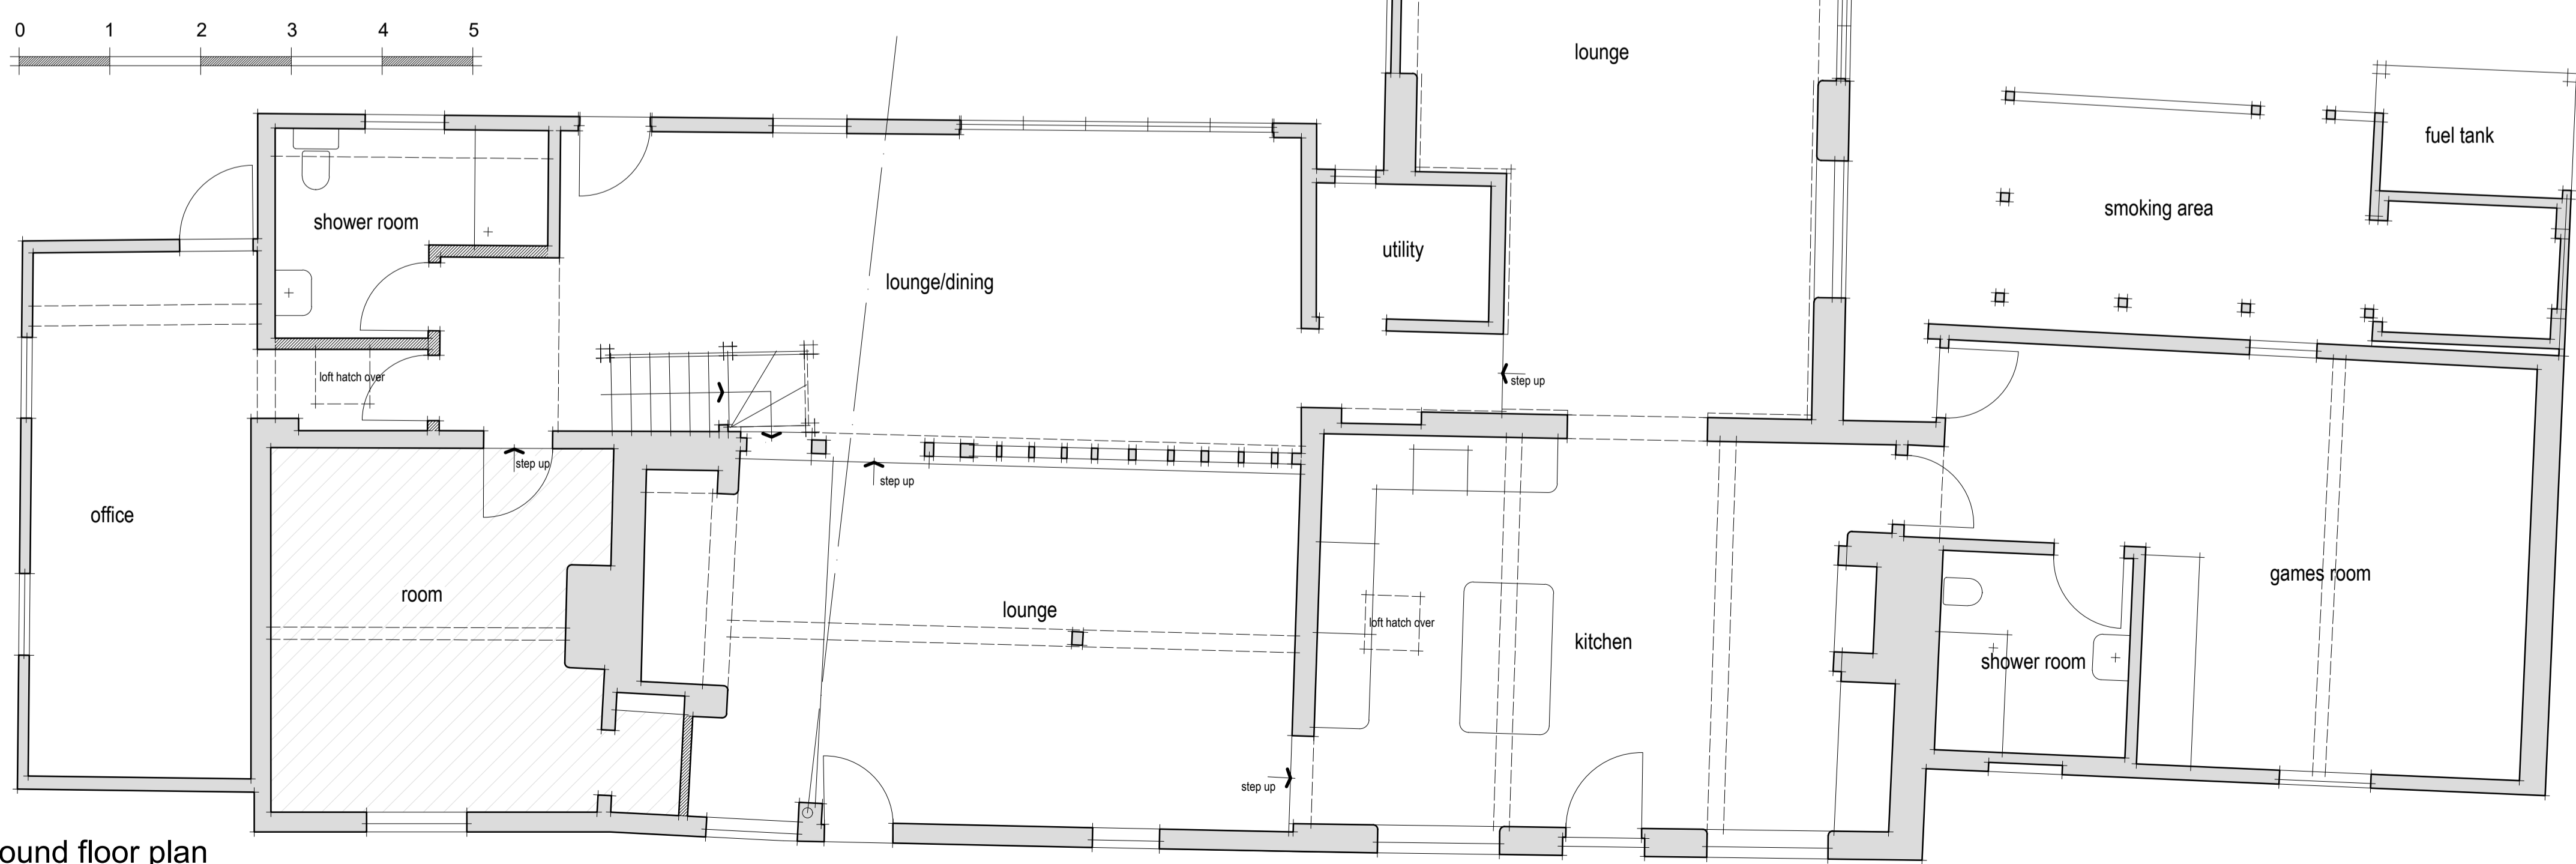 0 1 2 3 4 5
lounge
fuel tank
smoking area
shower room
utility
lounge/dining
loft hatch over
step up
step up
step up
office
room
lounge
loft hatch over
kitchen
games room
shower room
step up
ound floor plan